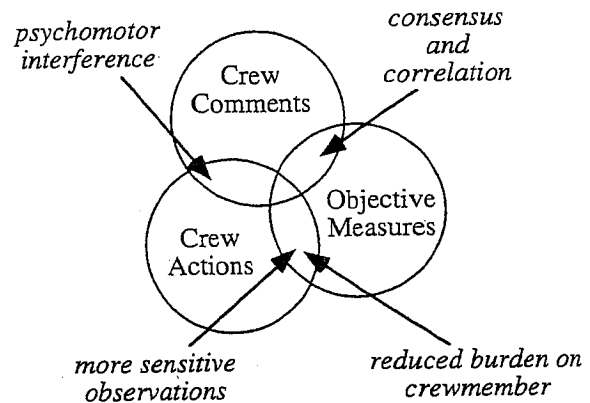 psychomotor
interference
consensus
and
correlation
Crew
Comments
Objective
Measures
Crew
Actions
more sensitive
observations
reduced burden on
crewmember